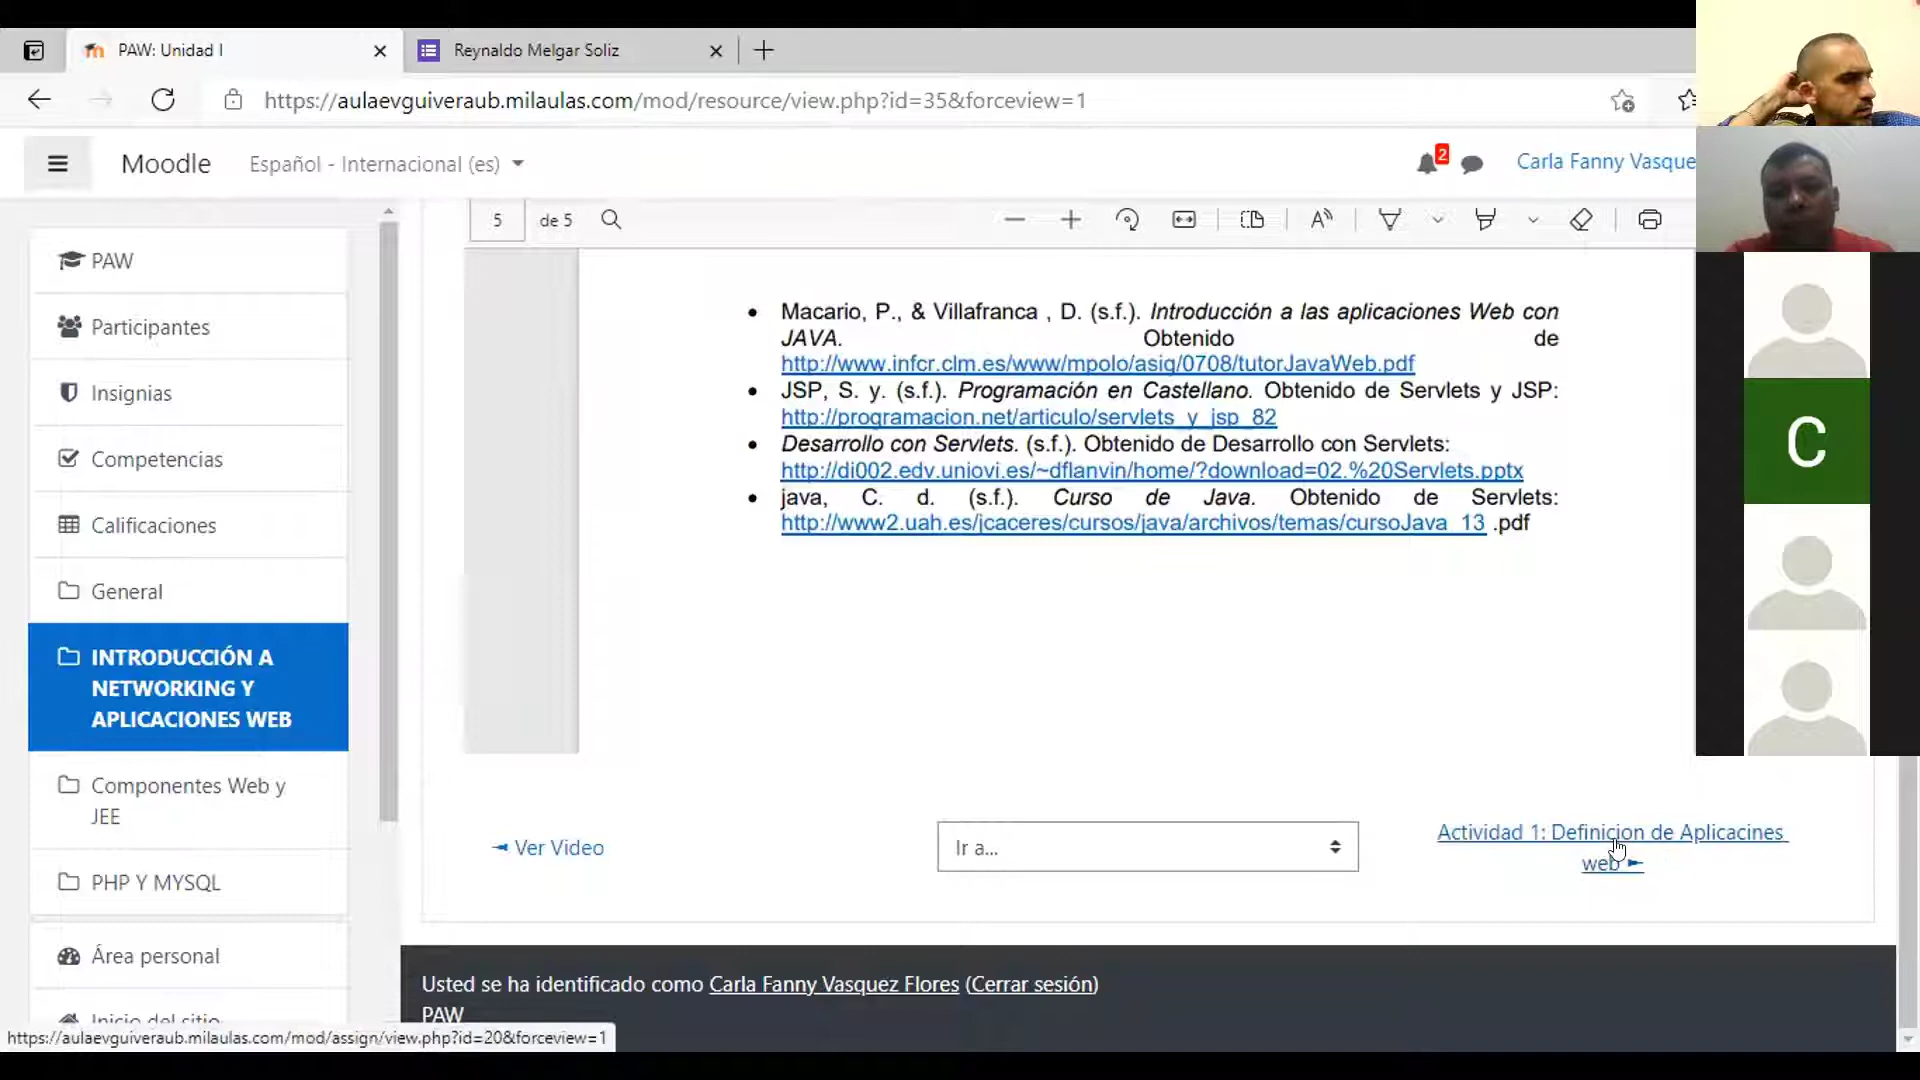 PAW: Unidad I
Reynaldo Melgar Soliz
https://aulaevguiveraub.milaulas.com/mod/resource/view.php?id=35&forceview=1
Moodle
Español - Internacional (es)
2
Carla Fanny Vasque
5 de 5
PAW
Participantes
Insignias
Competencias
Calificaciones
General
INTRODUCCIÓN A
NETWORKING Y
APLICACIONES WEB
Componentes Web y
JEE
PHP Y MYSQL
Área personal
Inicio del sitio
• Macario, P., & Villafranca , D. (s.f.). Introducción a las aplicaciones Web con
JAVA. Obtenido de
http://www.infcr.clm.es/www/mpolo/asig/0708/tutorJavaWeb.pdf
• JSP, S. y. (s.f.). Programación en Castellano. Obtenido de Servlets y JSP:
http://programacion.net/articulo/servlets_y_jsp_82
• Desarrollo con Servlets. (s.f.). Obtenido de Desarrollo con Servlets:
http://di002.edv.uniovi.es/~dflanvin/home/?download=02.%20Servlets.pptx
• java, C. d. (s.f.). Curso de Java. Obtenido de Servlets:
http://www2.uah.es/jcaceres/cursos/java/archivos/temas/cursoJava_13 .pdf
C
◄ Ver Video
Ir a...
Actividad 1: Definicion de Aplicacines
web ►
Usted se ha identificado como Carla Fanny Vasquez Flores (Cerrar sesión)
PAW
https://aulaevguiveraub.milaulas.com/mod/assign/view.php?id=20&forceview=1